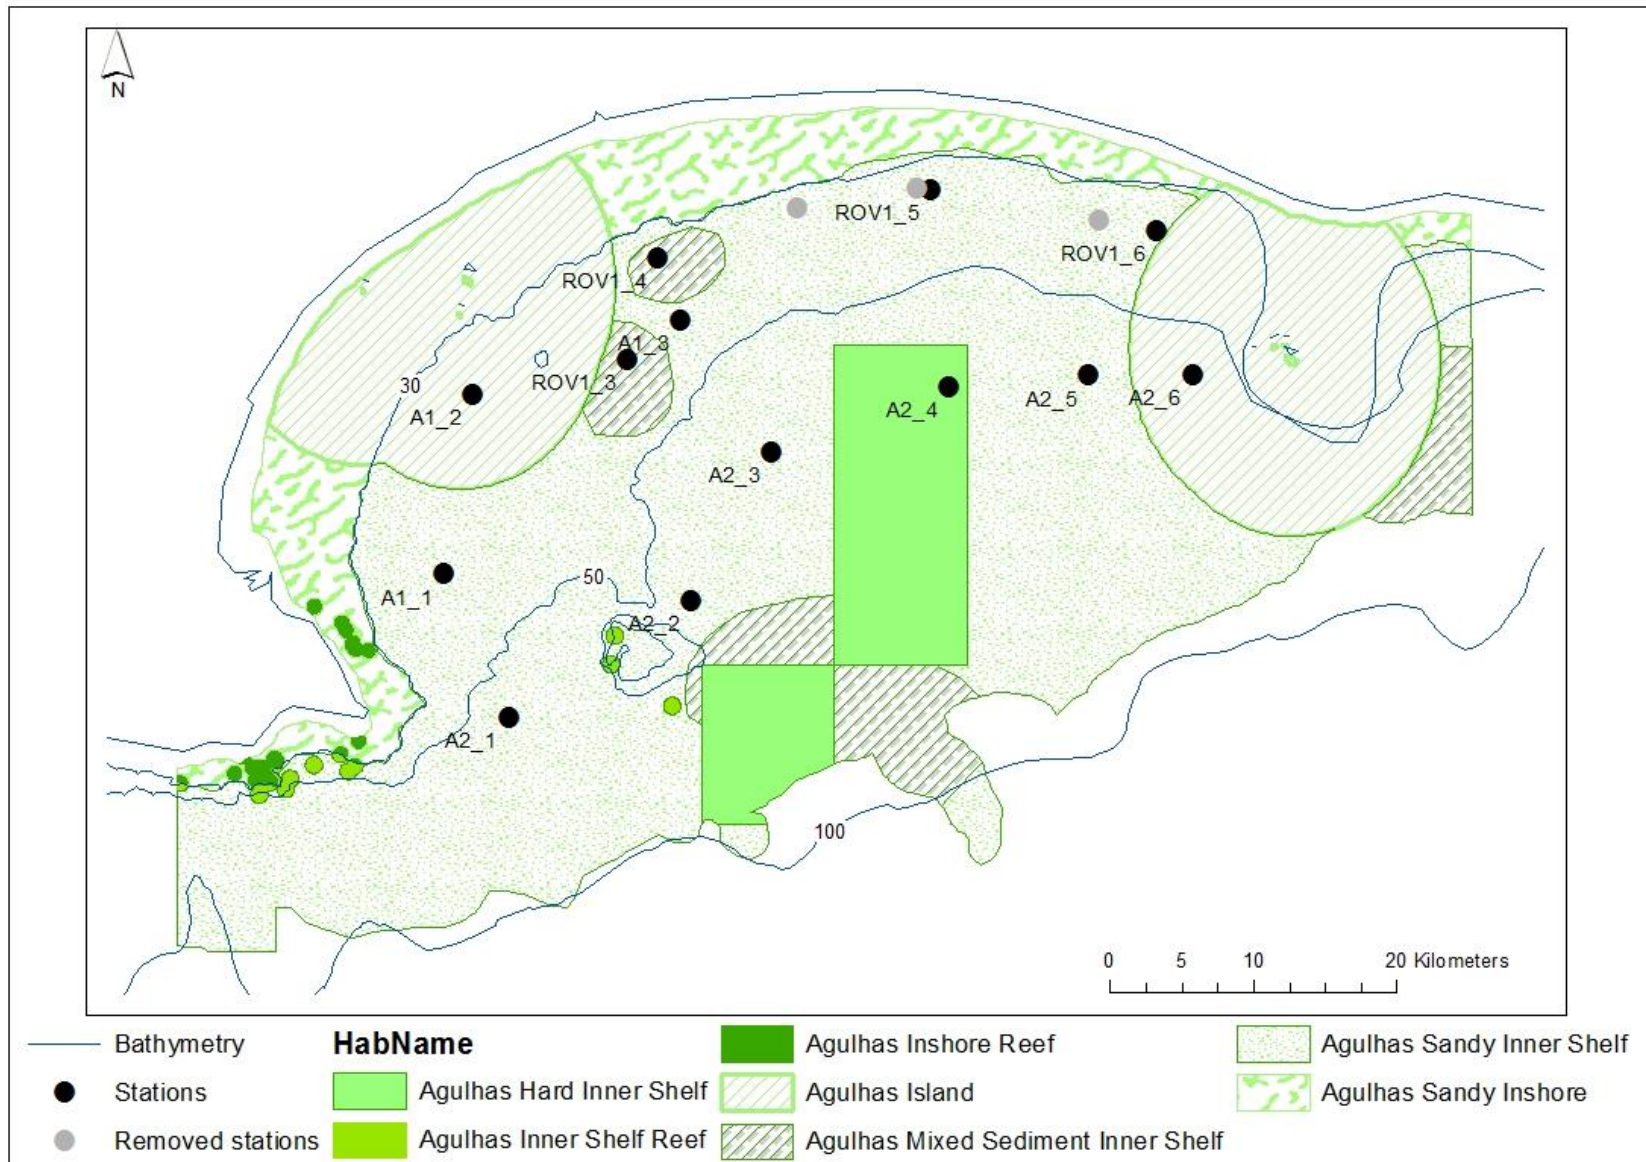 N
ROV1_5
ROV1_6
ROV1_4
A1_3
ROV1_3
30
A1_2
A2_4
A2_5
A2_6
A2_3
A1_1
50
A2_2
A2_1
100
0 5 10 20 Kilometers
Bathymetry
Stations
Removed stations
HabName
Agulhas Hard Inner Shelf
Agulhas Inner Shelf Reef
Agulhas Inshore Reef
Agulhas Island
Agulhas Mixed Sediment Inner Shelf
Agulhas Sandy Inner Shelf
Agulhas Sandy Inshore